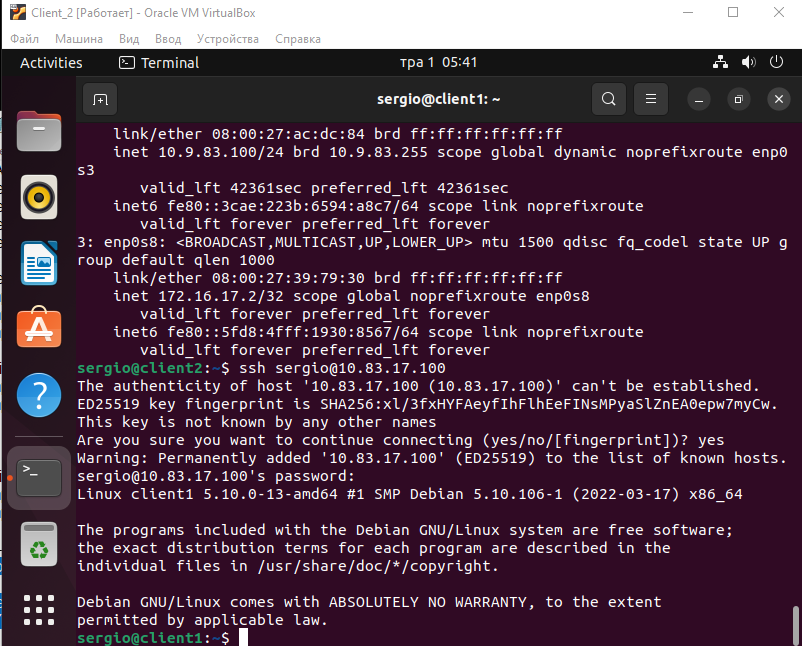 Client_2 [Работает] - Oracle VM VirtualBox
Файл Машина Вид Ввод Устройства Справка
Activities Terminal тра 1 05:41
sergio@client1: ~
link/ether 08:00:27:ac:dc:84 brd ff:ff:ff:ff:ff:ff
inet 10.9.83.100/24 brd 10.9.83.255 scope global dynamic noprefixroute enp0
s3
valid_lft 42361sec preferred_lft 42361sec
inet6 fe80::3cae:223b:6594:a8c7/64 scope link noprefixroute
valid_lft forever preferred_lft forever
3: enp0s8: <BROADCAST,MULTICAST,UP,LOWER_UP> mtu 1500 qdisc fq_codel state UP g
roup default qlen 1000
link/ether 08:00:27:39:79:30 brd ff:ff:ff:ff:ff:ff
inet 172.16.17.2/32 scope global noprefixroute enp0s8
valid_lft forever preferred_lft forever
inet6 fe80::5fd8:4fff:1930:8567/64 scope link noprefixroute
valid_lft forever preferred_lft forever
sergio@client2:~$ ssh sergio@10.83.17.100
The authenticity of host '10.83.17.100 (10.83.17.100)' can't be established.
ED25519 key fingerprint is SHA256:xl/3fxHYFAeyfIhFlhEeFINsMPyaSlZnEA0epw7myCw.
This key is not known by any other names
Are you sure you want to continue connecting (yes/no/[fingerprint])? yes
Warning: Permanently added '10.83.17.100' (ED25519) to the list of known hosts.
sergio@10.83.17.100's password:
Linux client1 5.10.0-13-amd64 #1 SMP Debian 5.10.106-1 (2022-03-17) x86_64
The programs included with the Debian GNU/Linux system are free software;
the exact distribution terms for each program are described in the
individual files in /usr/share/doc/*/copyright.
Debian GNU/Linux comes with ABSOLUTELY NO WARRANTY, to the extent
permitted by applicable law.
sergio@client1:~$